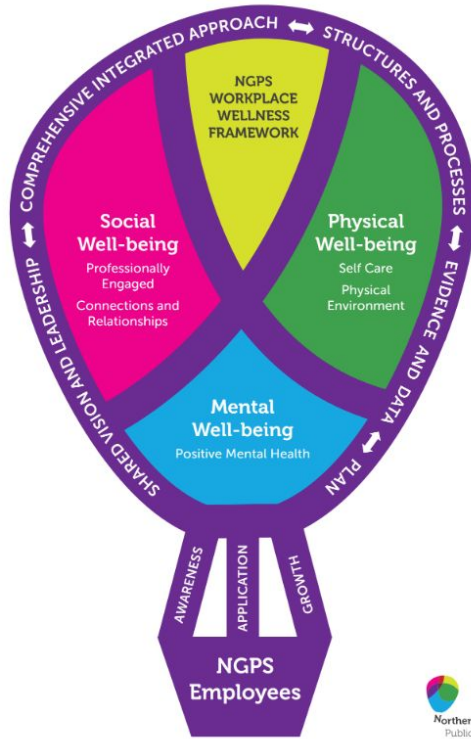 COMPREHENSIVE INTEGRATED APPROACH
STRUCTURES AND PROCESSES
EVIDENCE AND DATA
PLAN
SHARED VISION AND LEADERSHIP
NGPS
WORKPLACE
WELLNESS
FRAMEWORK
Social
Well-being
Professionally
Engaged
Connections and
Relationships
Physical
Well-being
Self Care
Physical
Environment
Mental
Well-being
Positive Mental Health
AWARENESS
APPLICATION
GROWTH
NGPS
Employees
Norther
Public